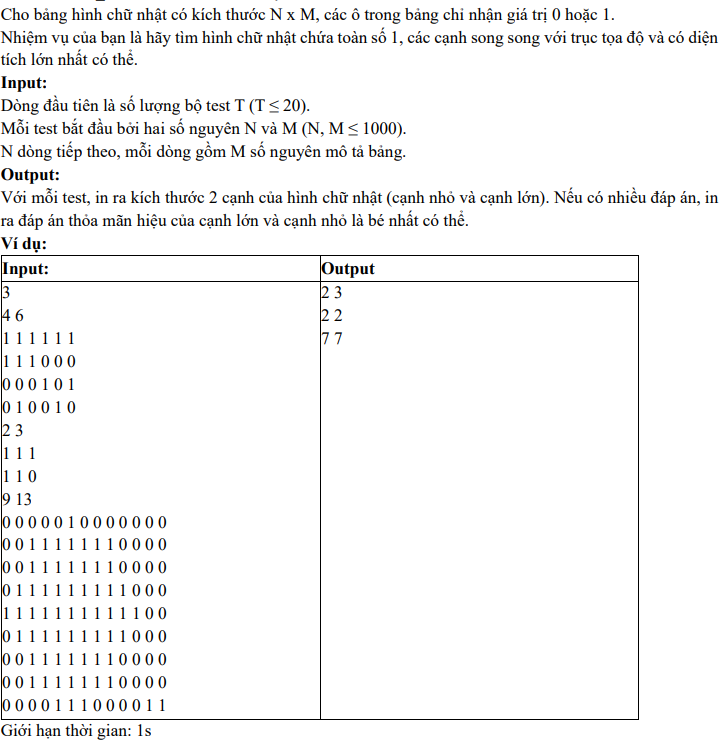 Cho bảng hình chữ nhật có kích thước N x M, các ô trong bảng chỉ nhận giá trị 0 hoặc 1.
Nhiệm vụ của bạn là hãy tìm hình chữ nhật chứa toàn số 1, các cạnh song song với trục tọa độ và có diện
tích lớn nhất có thể.
Input:
Dòng đầu tiên là số lượng bộ test T (T ≤ 20).
Mỗi test bắt đầu bởi hai số nguyên N và M (N, M ≤ 1000).
N dòng tiếp theo, mỗi dòng gồm M số nguyên mô tả bảng.
Output:
Với mỗi test, in ra kích thước 2 cạnh của hình chữ nhật (cạnh nhỏ và cạnh lớn). Nếu có nhiều đáp án, in
ra đáp án thỏa mãn hiệu của cạnh lớn và cạnh nhỏ là bé nhất có thể.
Ví dụ:
Input: Output
3 2 3
4 6 2 2
1 1 1 1 1 1 7 7
1 1 1 0 0 0
0 0 0 1 0 1
0 1 0 0 1 0
2 3
1 1 1
1 1 0
9 13
0 0 0 0 0 1 0 0 0 0 0 0 0
0 0 1 1 1 1 1 1 1 0 0 0 0
0 0 1 1 1 1 1 1 1 0 0 0 0
0 1 1 1 1 1 1 1 1 1 0 0 0
1 1 1 1 1 1 1 1 1 1 1 0 0
0 1 1 1 1 1 1 1 1 1 0 0 0
0 0 1 1 1 1 1 1 1 0 0 0 0
0 0 1 1 1 1 1 1 1 0 0 0 0
0 0 0 0 1 1 1 0 0 0 0 1 1
Giới hạn thời gian: 1s